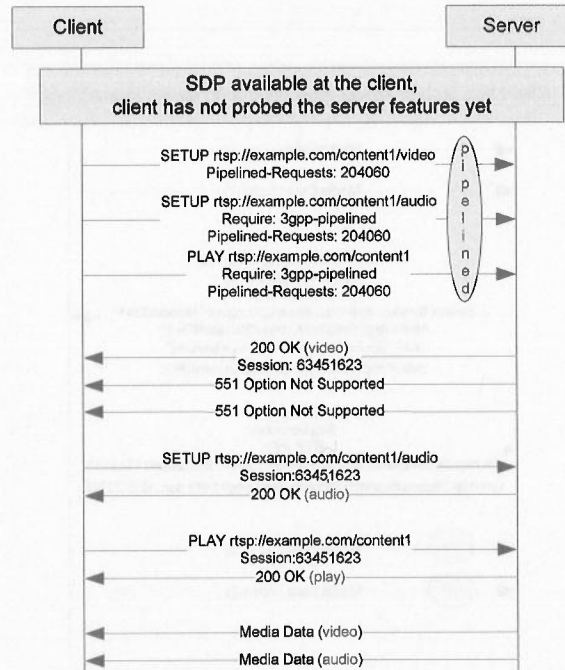 Client
Server
SDP available at the client,
client has not probed the server features yet
SETUP rtsp://example.com/content1/video
Pipelined-Requests: 204060
SETUP rtsp://example.com/content1/audio
Require: 3gpp-pipelined
Pipelined-Requests: 204060
PLAY rtsp://example.com/content1
Require: 3gpp-pipelined
Pipelined-Requests: 204060
pipelined
200 OK (video)
Session: 63451623
551 Option Not Supported
551 Option Not Supported
SETUP rtsp://example.com/content1/audio
Session:63451623
200 OK (audio)
PLAY rtsp://example.com/content1
Session:63451623
200 OK (play)
Media Data (video)
Media Data (audio)